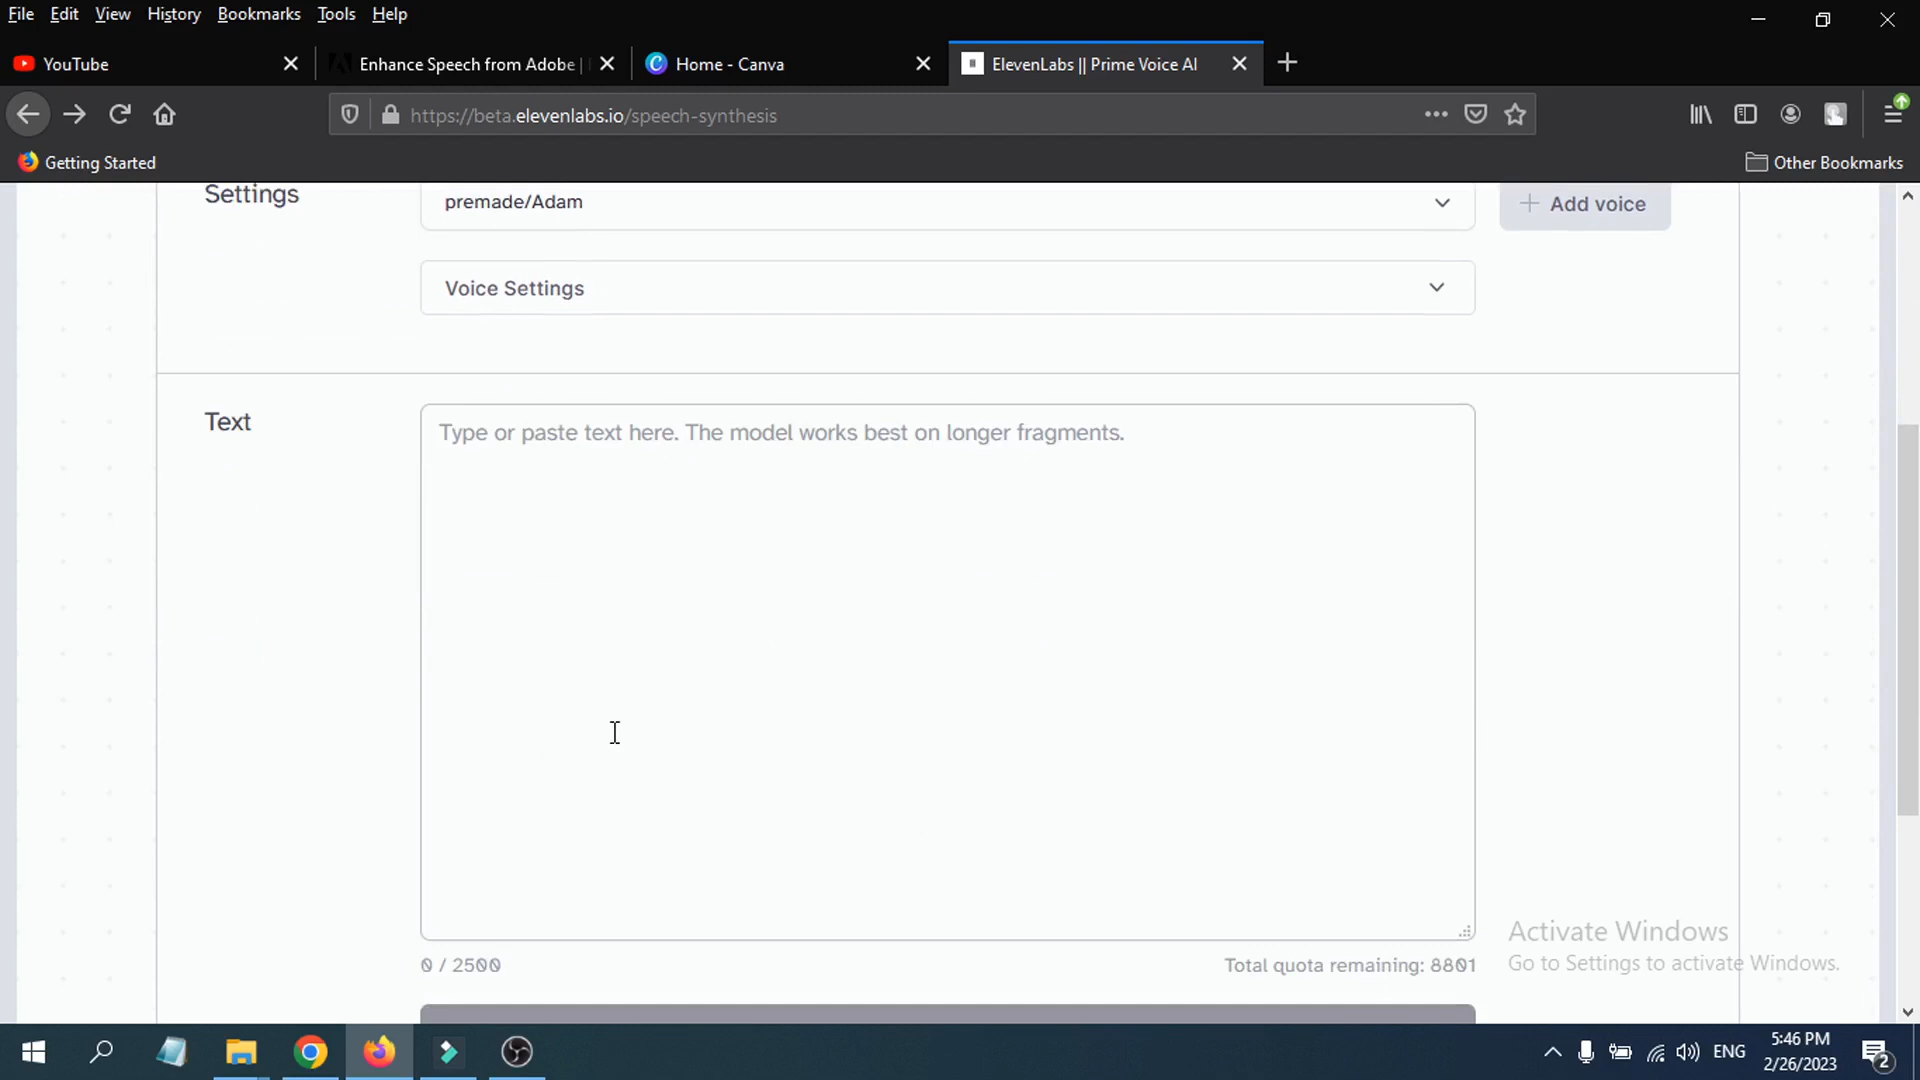 File Edit View History Bookmarks Tools Help
YouTube
Enhance Speech from Adobe |
Home - Canva
ElevenLabs || Prime Voice AI
https://beta.elevenlabs.io/speech-synthesis
Getting Started
Other Bookmarks
Settings
premade/Adam
Add voice
Voice Settings
Text
Type or paste text here. The model works best on longer fragments.
0 / 2500
Total quota remaining: 8801
Activate Windows
Go to Settings to activate Windows.
ENG
5:46 PM
2/26/2023
2